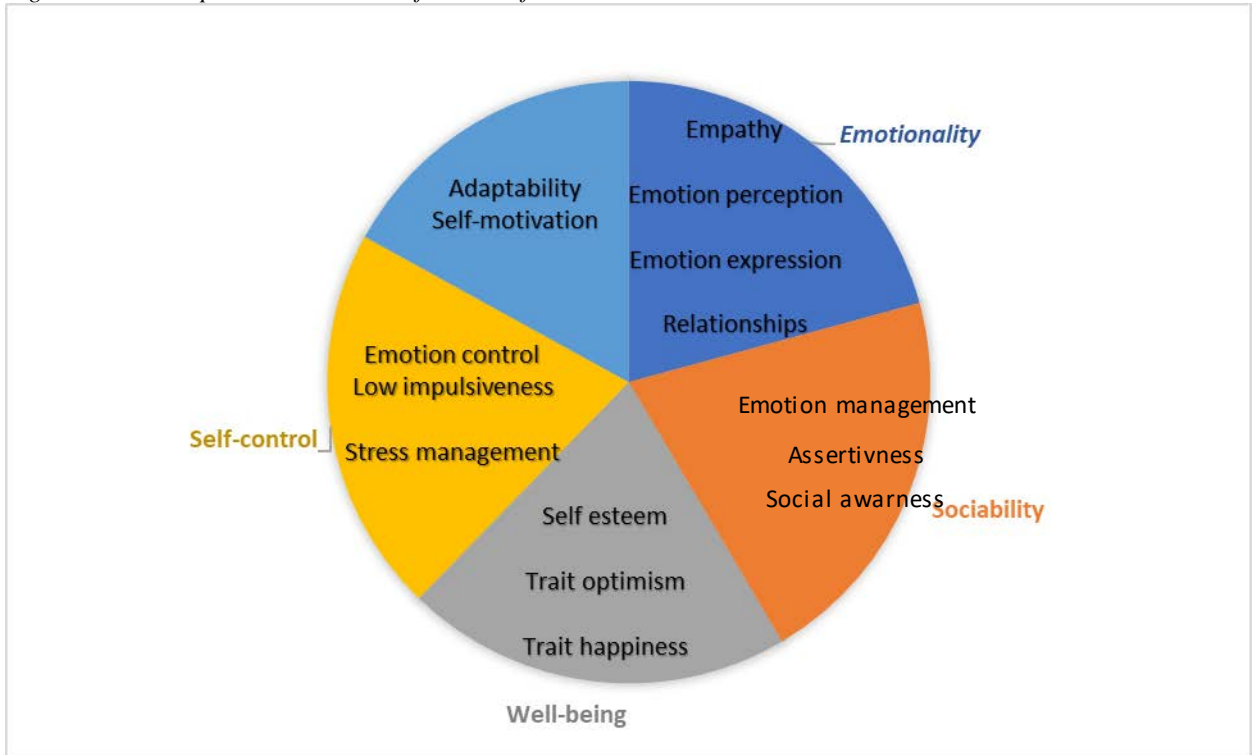 Empathy
Emotionality
Emotion perception
Emotion expression
Relationships
Adaptability
Self-motivation
Emotion control
Low impulsiveness
Stress management
Self-control
Emotion management
Assertivness
Social awarness
Sociability
Self esteem
Trait optimism
Trait happiness
Well-being